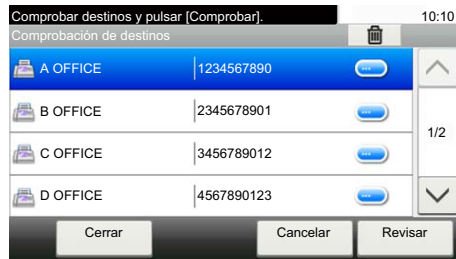 Comprobar destinos y pulsar [Comprobar]. 10:10
Comprobación de destinos
A OFFICE 1234567890
B OFFICE 2345678901
1/2
C OFFICE 3456789012
D OFFICE 4567890123
Cerrar Cancelar Revisar